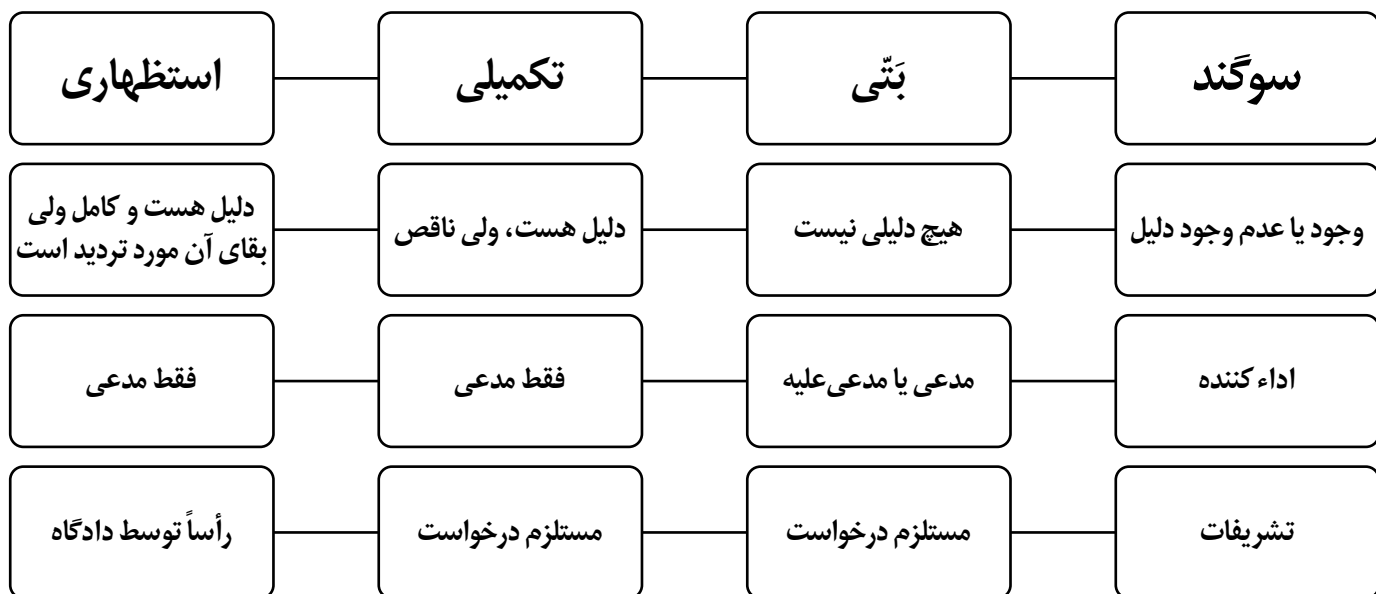 سوگند
بَتّی
تکمیلی
استظهاری
وجود یا عدم وجود دلیل
هیچ دلیلی نیست
دلیل هست، ولی ناقص
دلیل هست و کامل ولی
بقای آن مورد تردید است
اداء کننده
مدعی یا مدعی‌علیه
فقط مدعی
فقط مدعی
تشریفات
مستلزم درخواست
مستلزم درخواست
رأساً توسط دادگاه